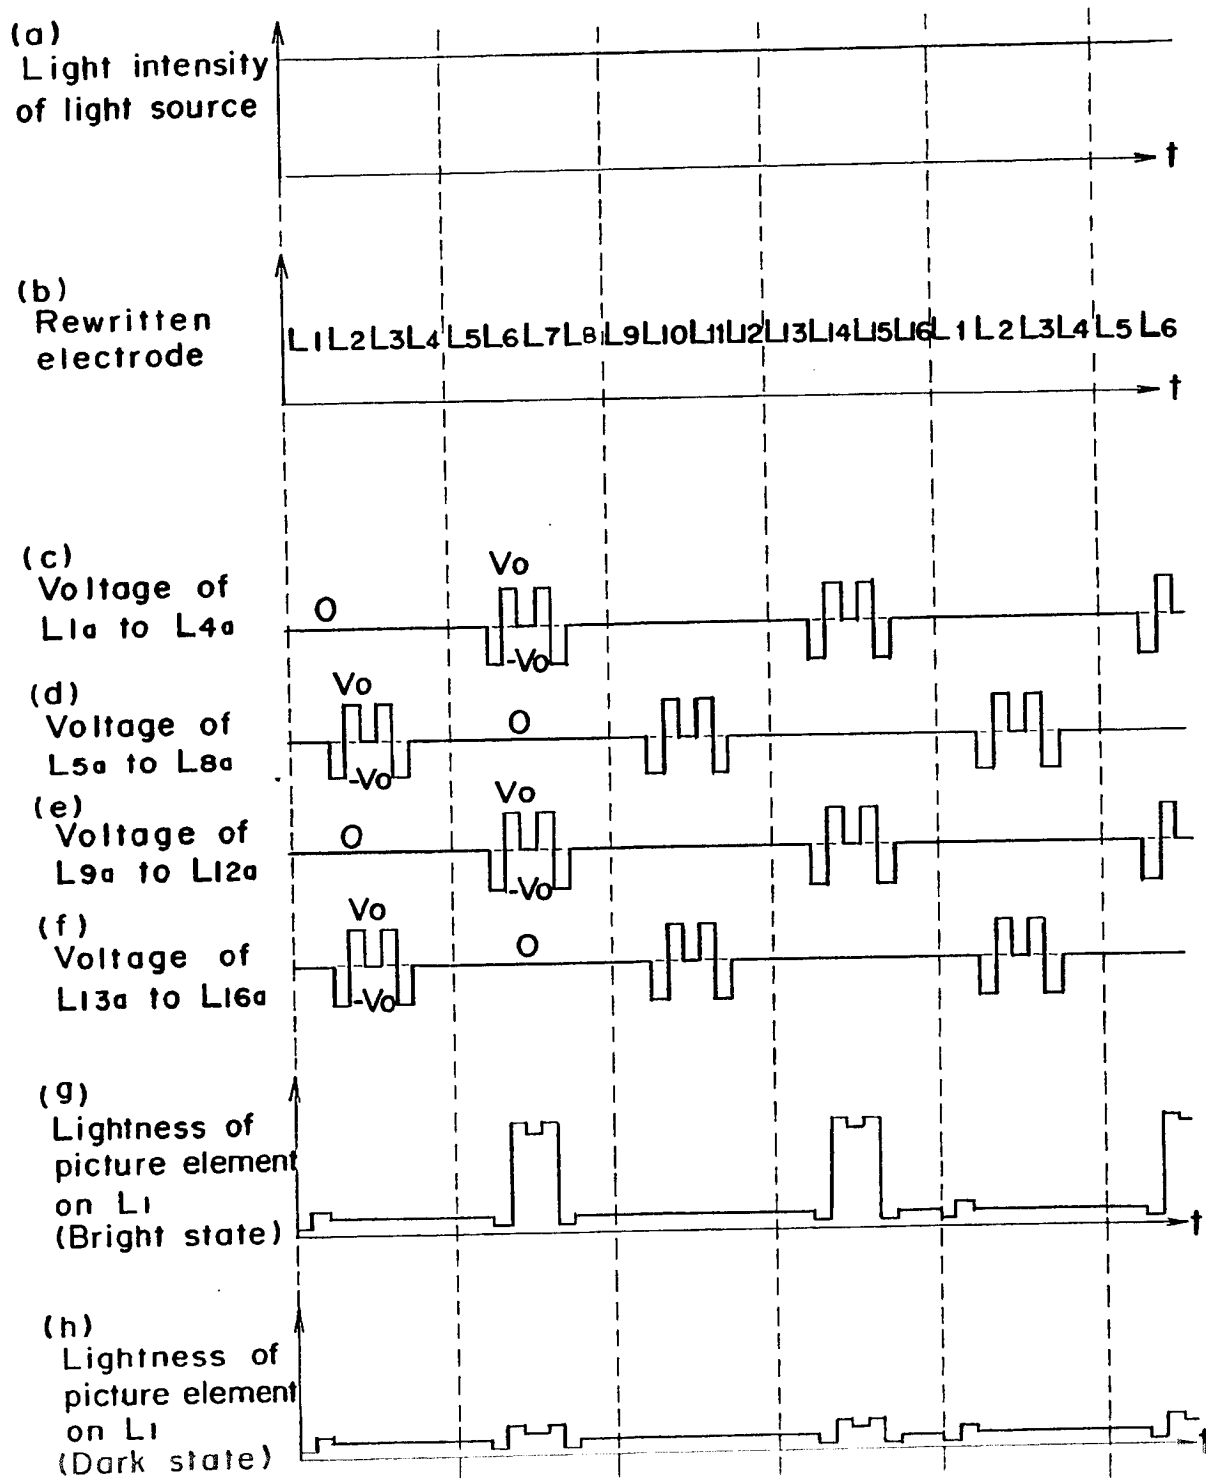 (a)
Light intensity
of light source
t
(b)
Rewritten
electrode
L1 L2 L3 L4 L5 L6 L7 L8 L9 L10 L11 L12 L13 L14 L15 L16 L1 L2 L3 L4 L5 L6
t
(c)
Voltage of
L1a to L4a
O
Vo
-Vo
(d)
Voltage of
L5a to L8a
Vo
-Vo
O
(e)
Voltage of
L9a to L12a
O
Vo
-Vo
(f)
Voltage of
L13a to L16a
Vo
-Vo
O
(g)
Lightness of
picture element
on L1
(Bright state)
t
(h)
Lightness of
picture element
on L1
(Dark state)
t